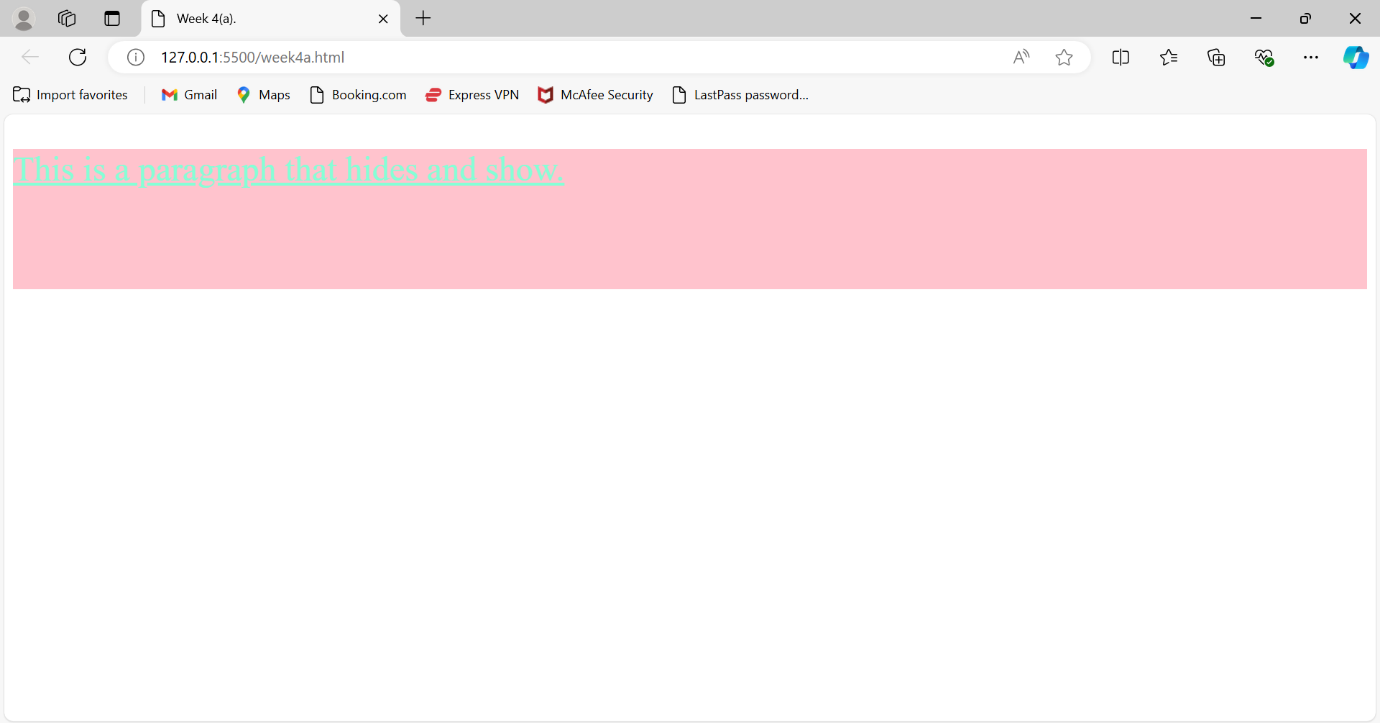 Week 4(a).
127.0.0.1:5500/week4a.html
Import favorites Gmail Maps Booking.com Express VPN McAfee Security LastPass password...
This is a paragraph that hides and show.